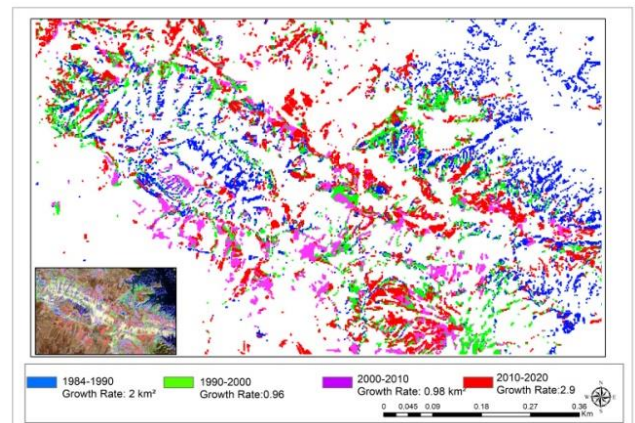 1984-1990
Growth Rate: 2 km²
1990-2000
Growth Rate:0.96
2000-2010
Growth Rate: 0.98 km²
2010-2020
Growth Rate:2.9
N
W E
S
0 0.045 0.09 0.18 0.27 0.36
Km